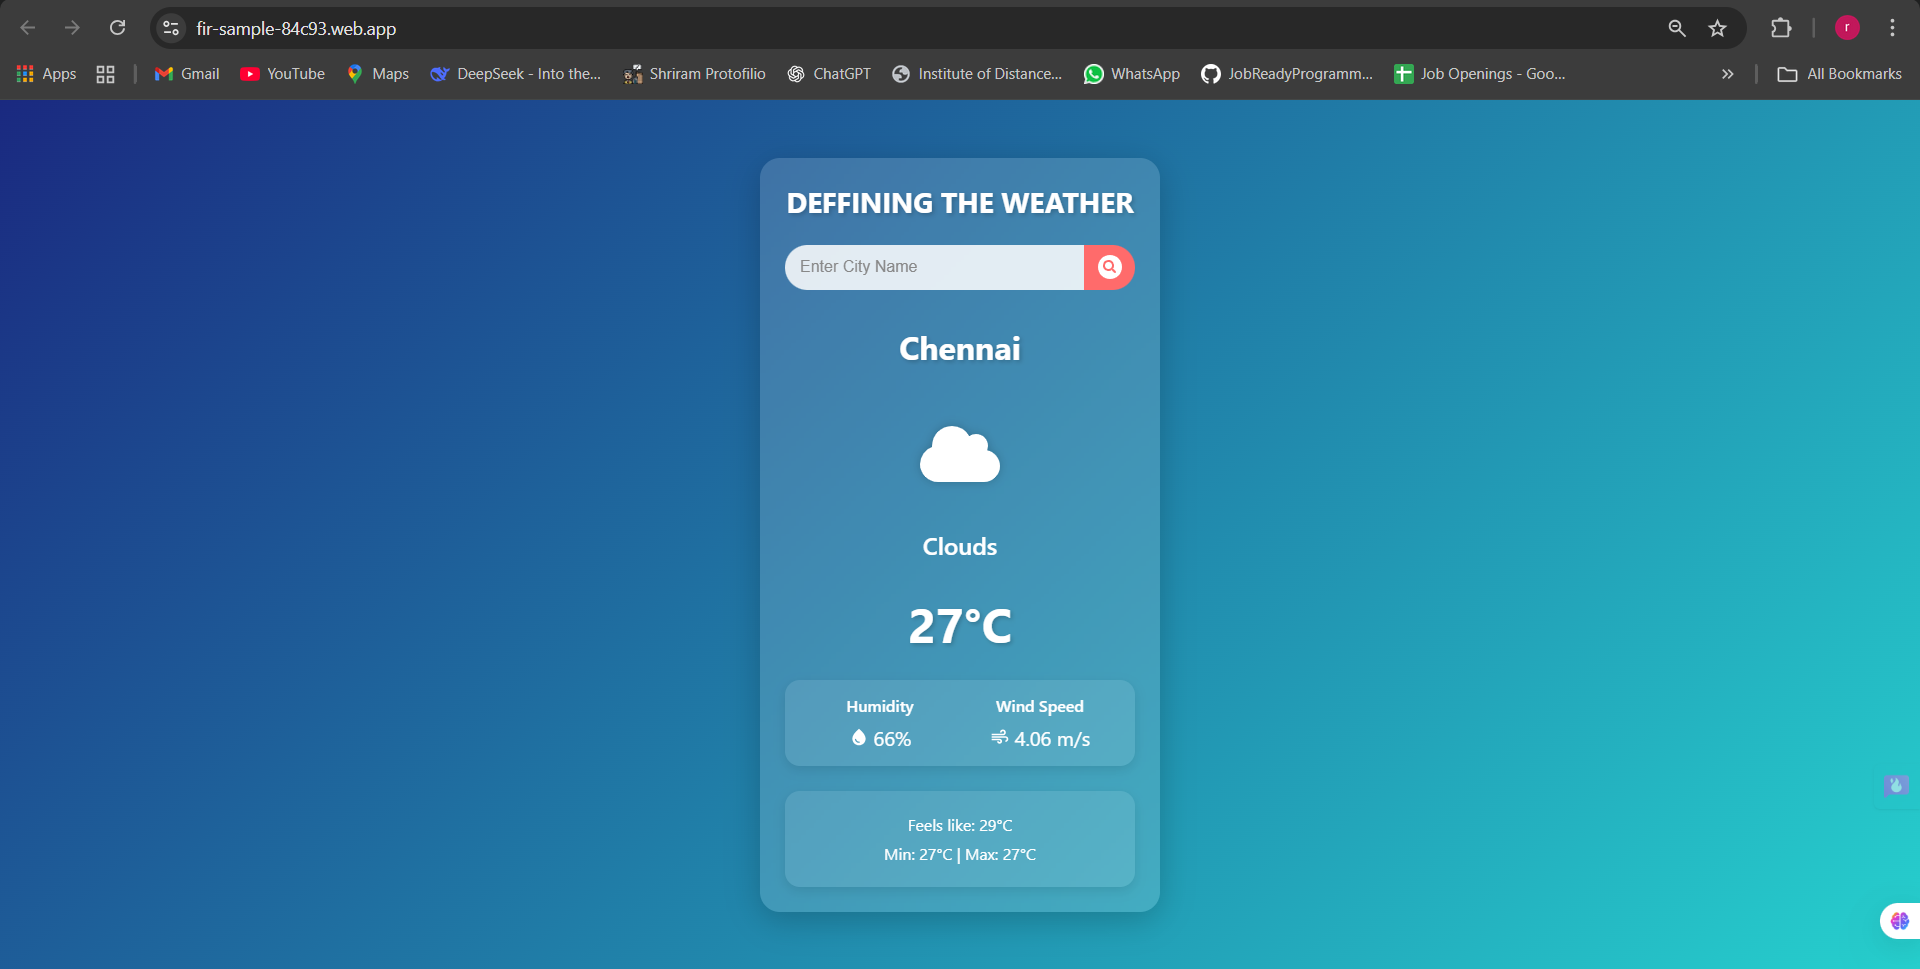 fir-sample-84c93.web.app
r
Apps Gmail YouTube Maps DeepSeek - Into the... Shriram Protofilio ChatGPT Institute of Distance... WhatsApp JobReadyProgramm... Job Openings - Goo... » All Bookmarks
DEFFINING THE WEATHER
Enter City Name
Chennai
Clouds
27°C
Humidity Wind Speed
66% 4.06 m/s
Feels like: 29°C
Min: 27°C | Max: 27°C